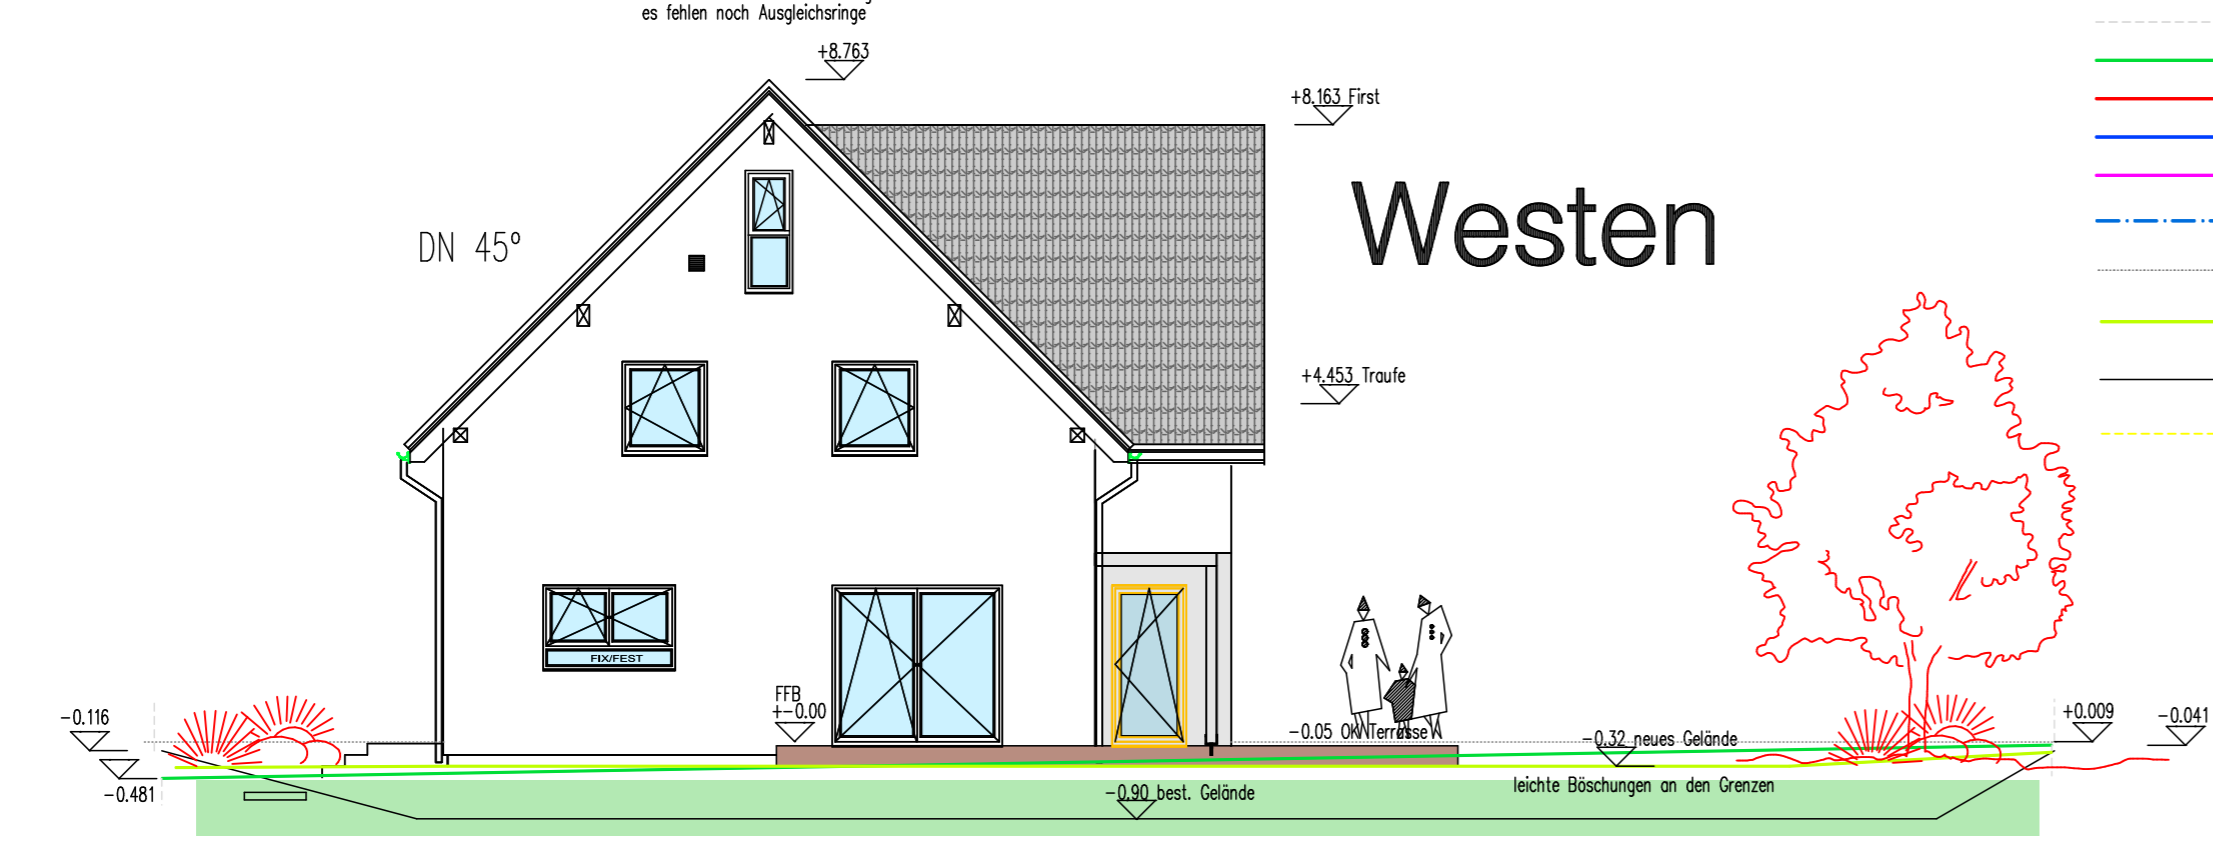 es fehlen noch Ausgleichsringe
+8.763
+8.163 First
Westen
DN 45°
+4.453 Traufe
FIX/FEST
FFB
+-0.00
-0.116
-0.481
-0.05 OK Terrasse
-0.32 neues Gelände
+0.009
-0.041
leichte Böschungen an den Grenzen
-0.90 best. Gelände